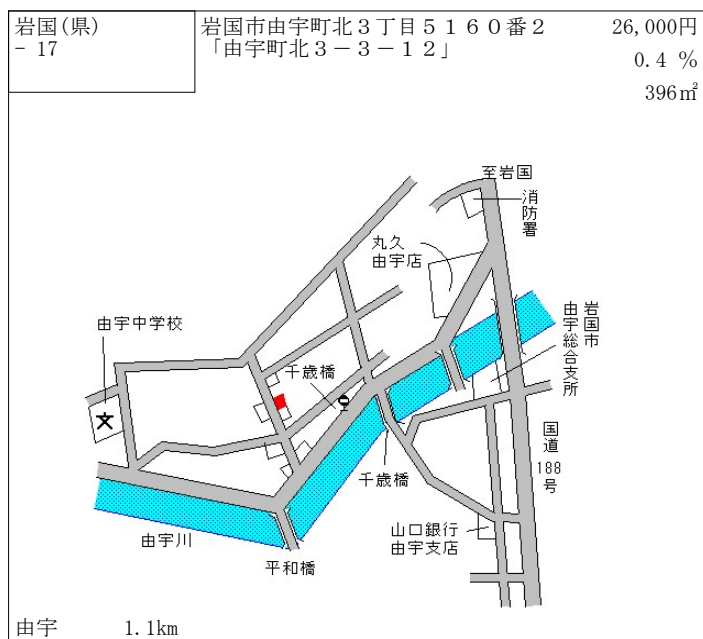 岩国(県)
- 17
岩国市由宇町北３丁目５１６０番２
「由宇町北３－３－１２」
26,000円
0.4 %
396㎡
至岩国
消防署
丸久
由宇店
由宇中学校
千歳橋
岩国市
由宇総合支所
千歳橋
国道
188
号
山口銀行
由宇支店
由宇川
平和橋
由宇 1.1km